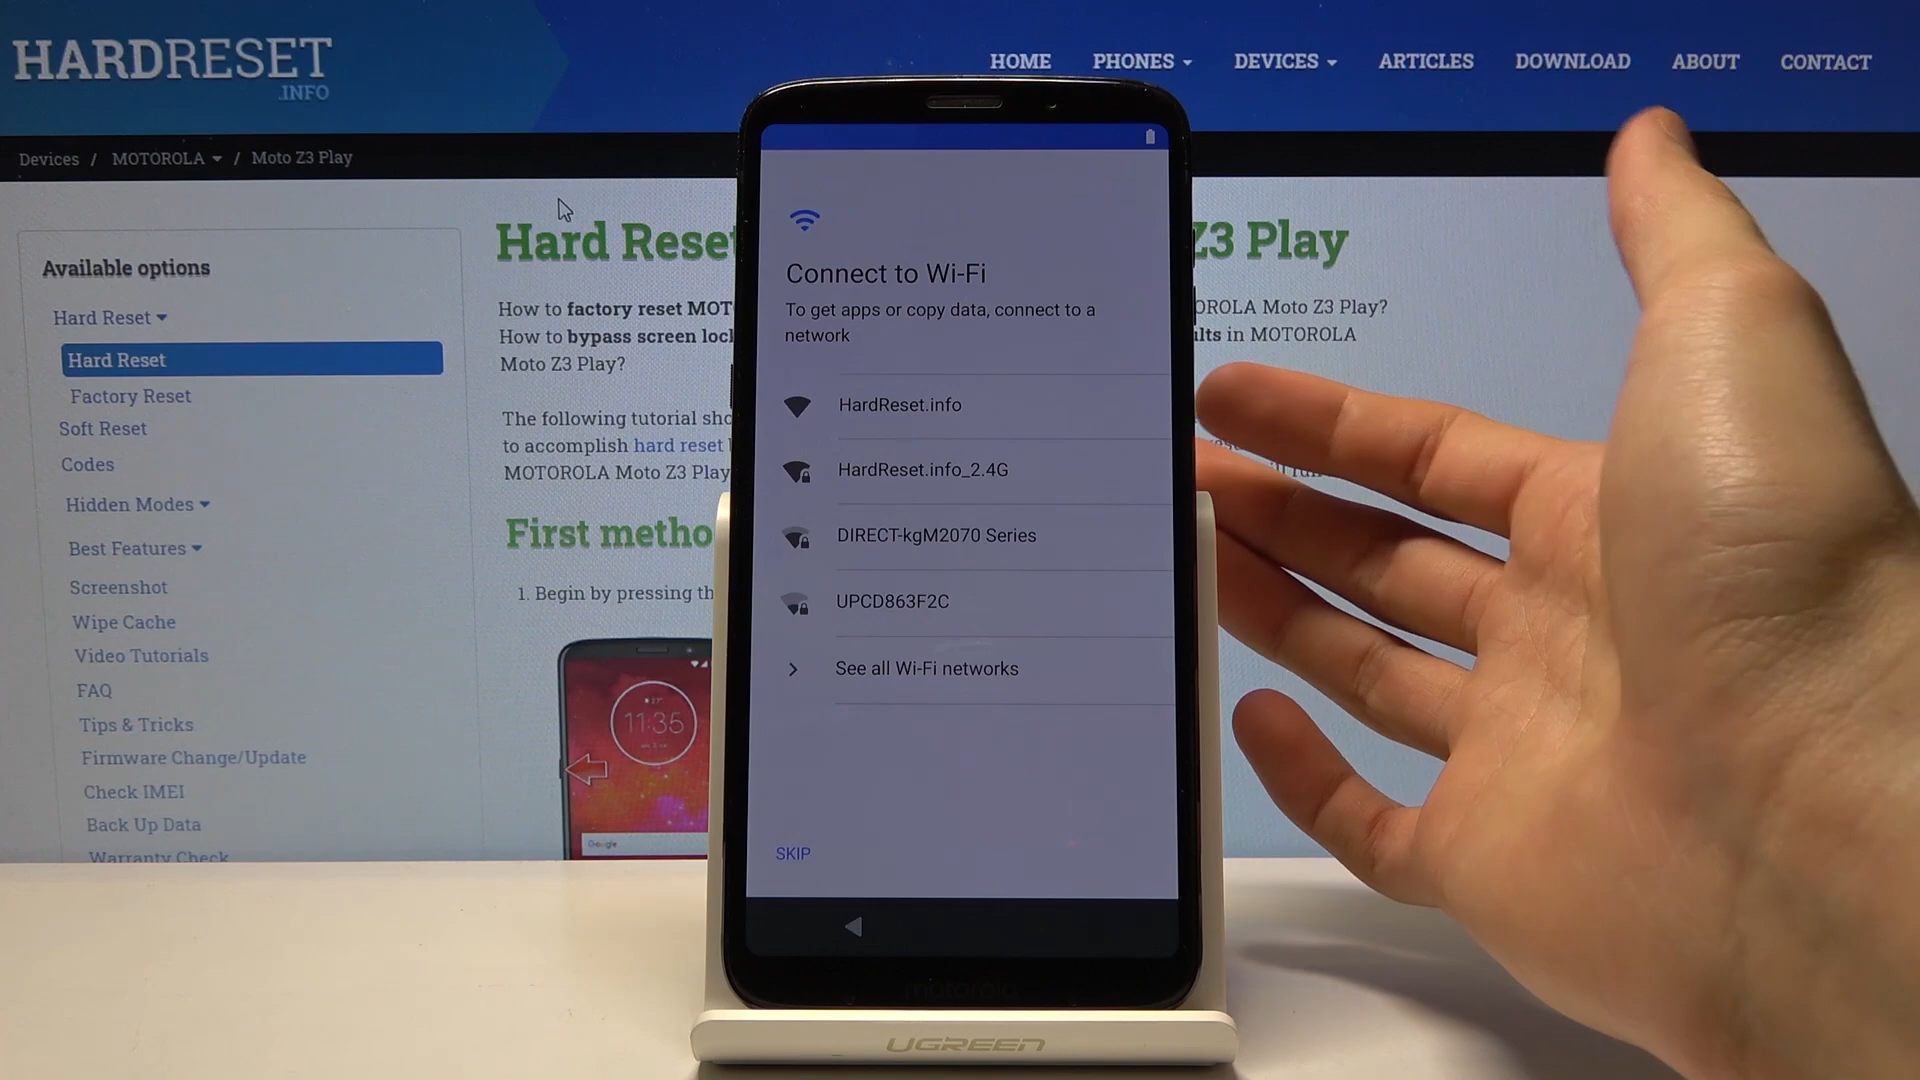 HARDRESET
.INFO
HOME PHONES DEVICES ARTICLES DOWNLOAD ABOUT CONTACT
Devices / MOTOROLA / Moto Z3 Play
Available options
Hard Reset
Hard Reset
Factory Reset
Soft Reset
Codes
Hidden Modes
Best Features
Screenshot
Wipe Cache
Video Tutorials
FAQ
Tips & Tricks
Firmware Change/Update
Check IMEI
Back Up Data
Warranty Check
Hard Reset Z3 Play
How to factory reset MOT OROLA Moto Z3 Play?
How to bypass screen lock ults in MOTOROLA
Moto Z3 Play?
The following tutorial sho
to accomplish hard reset
MOTOROLA Moto Z3 Play
First metho
1. Begin by pressing th
11:35
Google
Connect to Wi-Fi
To get apps or copy data, connect to a
network
HardReset.info
HardReset.info_2.4G
DIRECT-kgM2070 Series
UPCD863F2C
See all Wi-Fi networks
SKIP
motorola
UGREEN